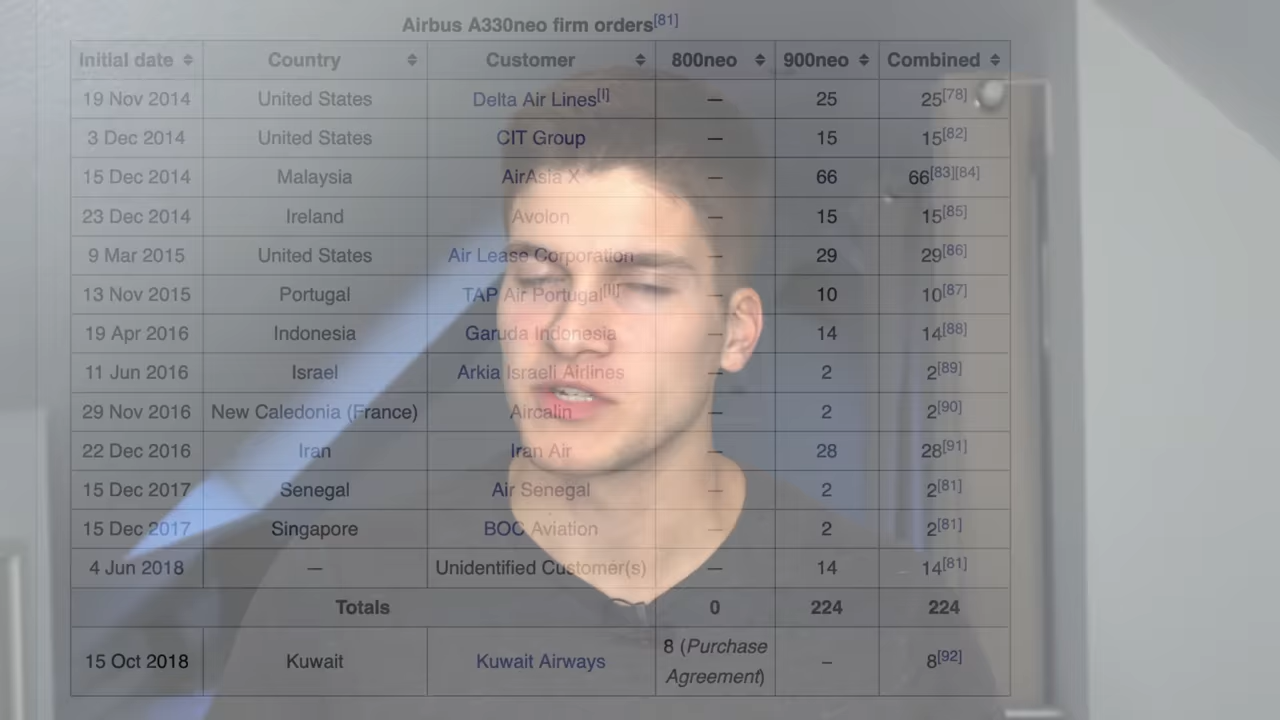 Airbus A330neo firm orders[81]
Initial date Country Customer 800neo 900neo Combined
19 Nov 2014 United States Delta Air Lines[I] — 25 25[78]
3 Dec 2014 United States CIT Group — 15 15[82]
15 Dec 2014 Malaysia AirAsia X — 66 66[83][84]
23 Dec 2014 Ireland Avolon — 15 15[85]
9 Mar 2015 United States Air Lease Corporation — 29 29[86]
13 Nov 2015 Portugal TAP Air Portugal[II] — 10 10[87]
19 Apr 2016 Indonesia Garuda Indonesia — 14 14[88]
11 Jun 2016 Israel Arkia Israeli Airlines — 2 2[89]
29 Nov 2016 New Caledonia (France) Aircalin — 2 2[90]
22 Dec 2016 Iran Iran Air — 28 28[91]
15 Dec 2017 Senegal Air Senegal — 2 2[81]
15 Dec 2017 Singapore BOC Aviation — 2 2[81]
4 Jun 2018 — Unidentified Customer(s) — 14 14[81]
Totals 0 224 224
15 Oct 2018 Kuwait Kuwait Airways 8 (Purchase Agreement) – 8[92]